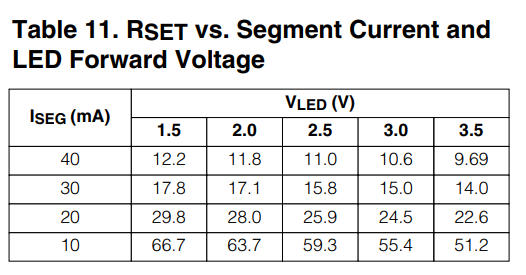 Table 11. RSET vs. Segment Current and
LED Forward Voltage
ISEG (mA) VLED (V)
1.5 2.0 2.5 3.0 3.5
40 12.2 11.8 11.0 10.6 9.69
30 17.8 17.1 15.8 15.0 14.0
20 29.8 28.0 25.9 24.5 22.6
10 66.7 63.7 59.3 55.4 51.2